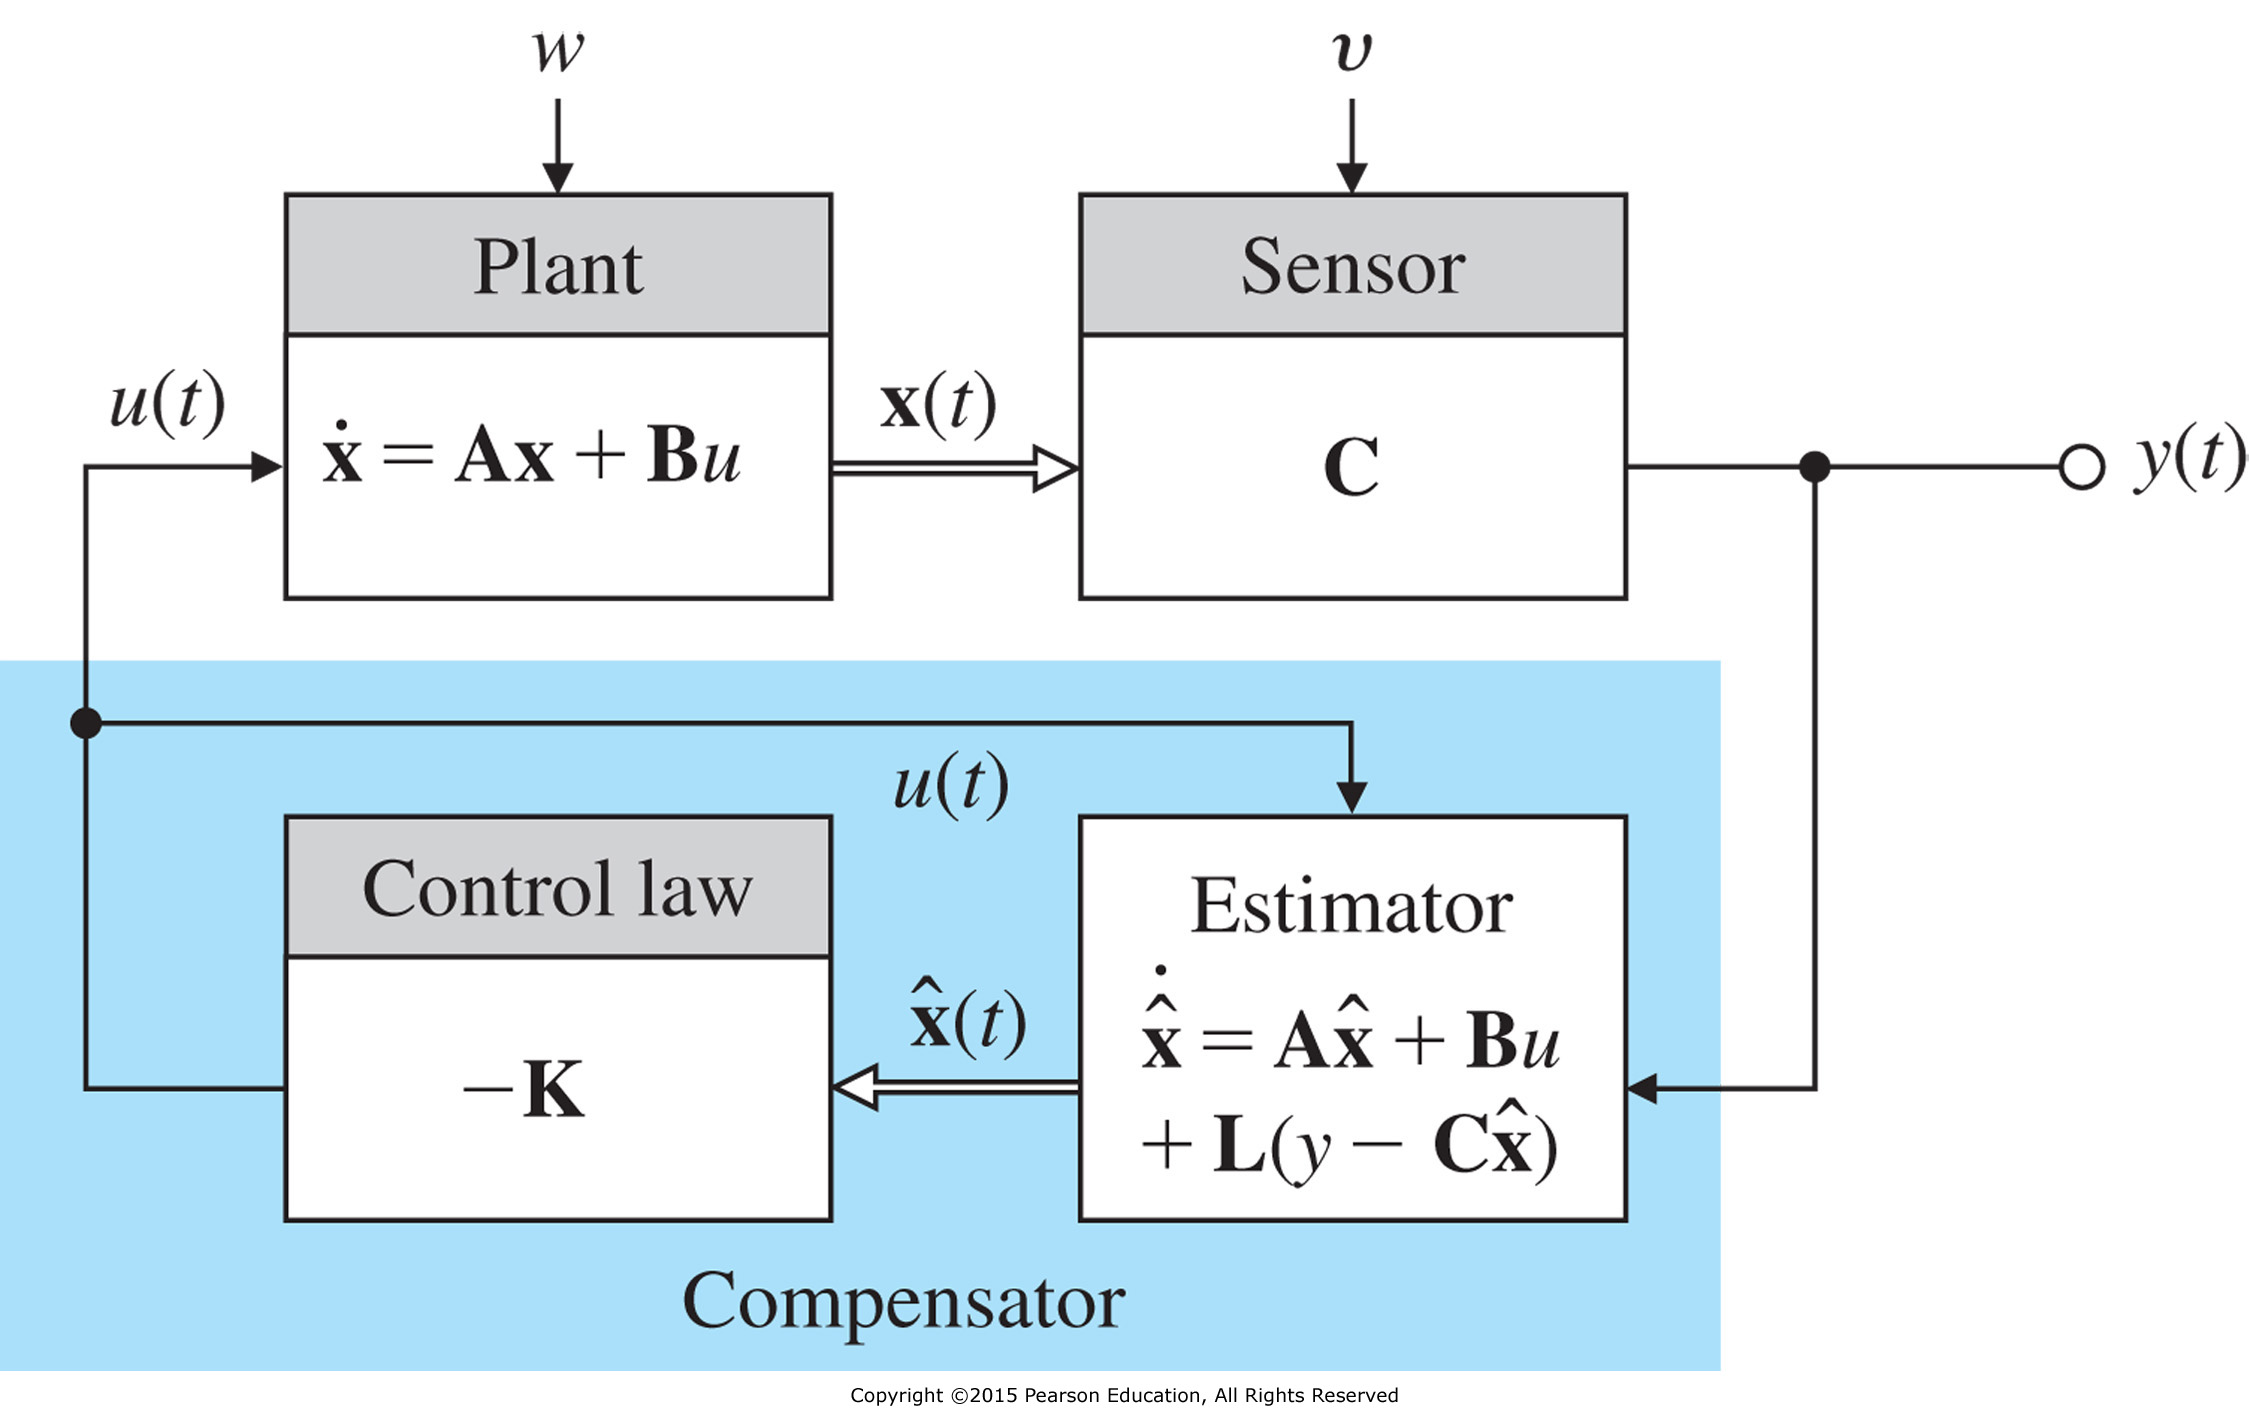 w
υ
Plant
Sensor
u(t)
ẋ = Ax + Bu
x(t)
C
y(t)
u(t)
Control law
Estimator
−K
x̂(t)
x̂̇ = Ax̂ + Bu
+ L(y − Cx̂)
Compensator
Copyright ©2015 Pearson Education, All Rights Reserved